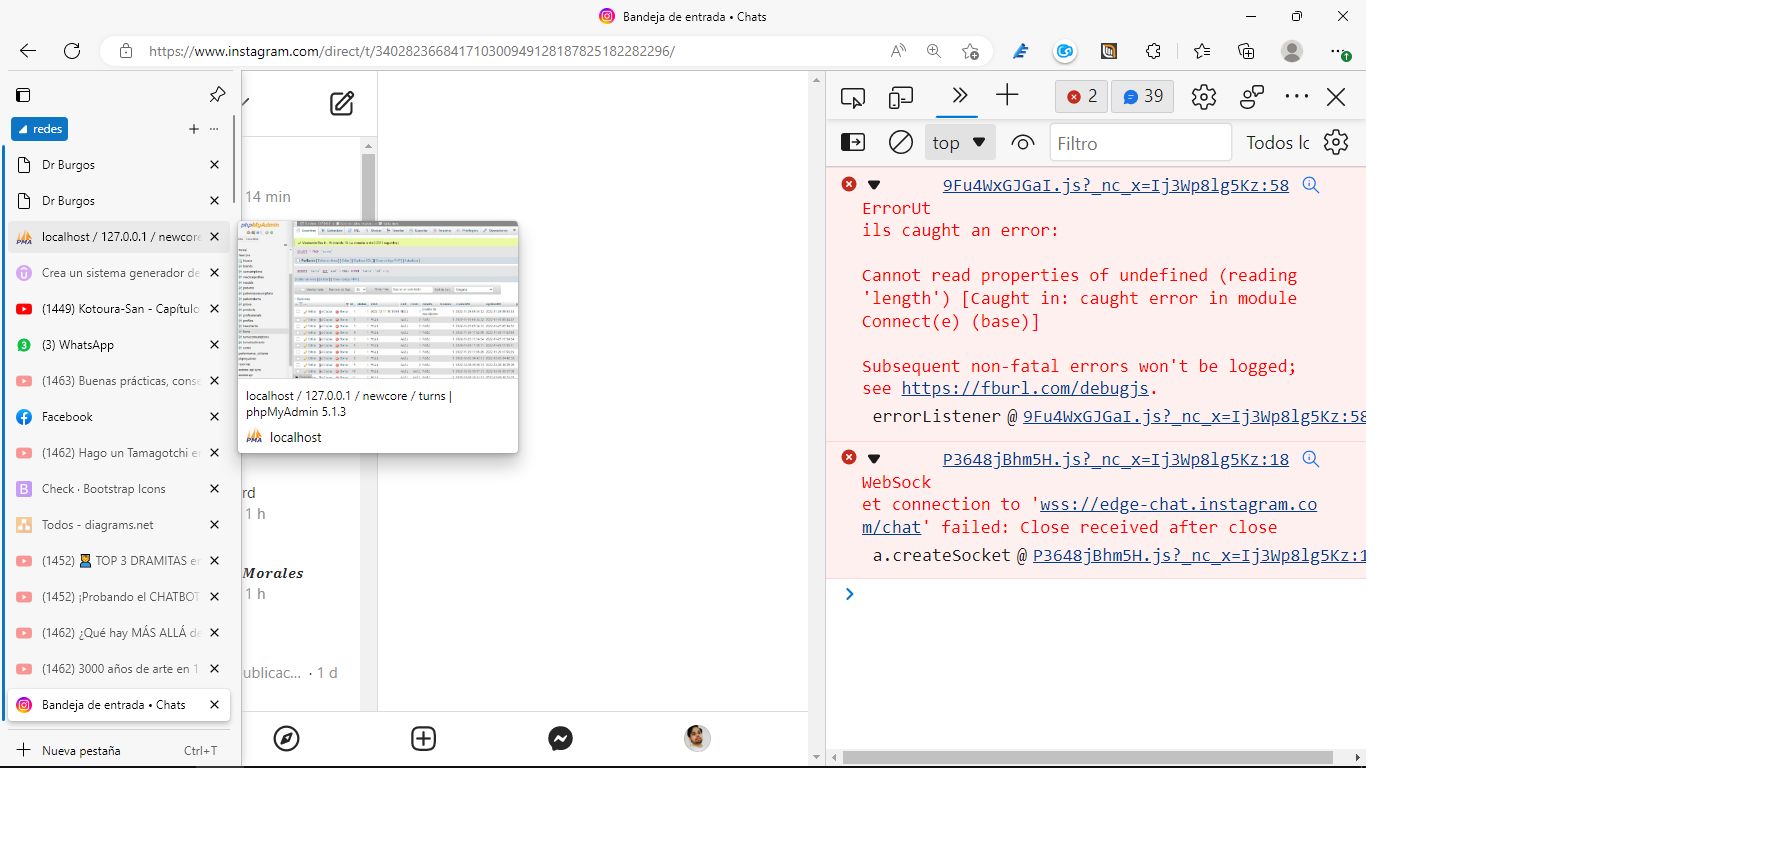 Bandeja de entrada • Chats
https://www.instagram.com/direct/t/340282366841710300949128187825182282296/
redes
Dr Burgos
Dr Burgos
localhost / 127.0.0.1 / newcore
Crea un sistema generador de
(1449) Kotoura-San - Capítulo
(3) WhatsApp
(1463) Buenas prácticas, conse
Facebook
(1462) Hago un Tamagotchi en
Check · Bootstrap Icons
Todos - diagrams.net
(1452) TOP 3 DRAMITAS en
(1452) ¡Probando el CHATBOT
(1462) ¿Qué hay MÁS ALLÁ de
(1462) 3000 años de arte en 1
Bandeja de entrada • Chats
Nueva pestaña Ctrl+T
14 min
phpMyAdmin
localhost / 127.0.0.1 / newcore / turns |
phpMyAdmin 5.1.3
localhost
rd
1 h
Morales
1 h
ublicac... · 1 d
2
39
top
Filtro
Todos lo
9Fu4WxGJGaI.js?_nc_x=Ij3Wp8lg5Kz:58
ErrorUt
ils caught an error:
Cannot read properties of undefined (reading
'length') [Caught in: caught error in module
Connect(e) (base)]
Subsequent non-fatal errors won't be logged;
see https://fburl.com/debugjs.
errorListener @ 9Fu4WxGJGaI.js?_nc_x=Ij3Wp8lg5Kz:58
P3648jBhm5H.js?_nc_x=Ij3Wp8lg5Kz:18
WebSock
et connection to 'wss://edge-chat.instagram.co
m/chat' failed: Close received after close
a.createSocket @ P3648jBhm5H.js?_nc_x=Ij3Wp8lg5Kz:1